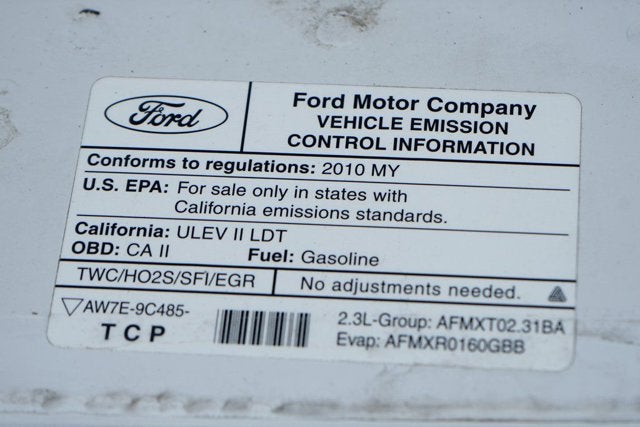 Ford
Ford Motor Company
VEHICLE EMISSION
CONTROL INFORMATION
Conforms to regulations: 2010 MY
U.S. EPA: For sale only in states with
California emissions standards.
California: ULEV II LDT
OBD: CA II Fuel: Gasoline
TWC/HO2S/SFI/EGR No adjustments needed.
AW7E-9C485-
TCP
2.3L-Group: AFMXT02.31BA
Evap: AFMXR0160GBB